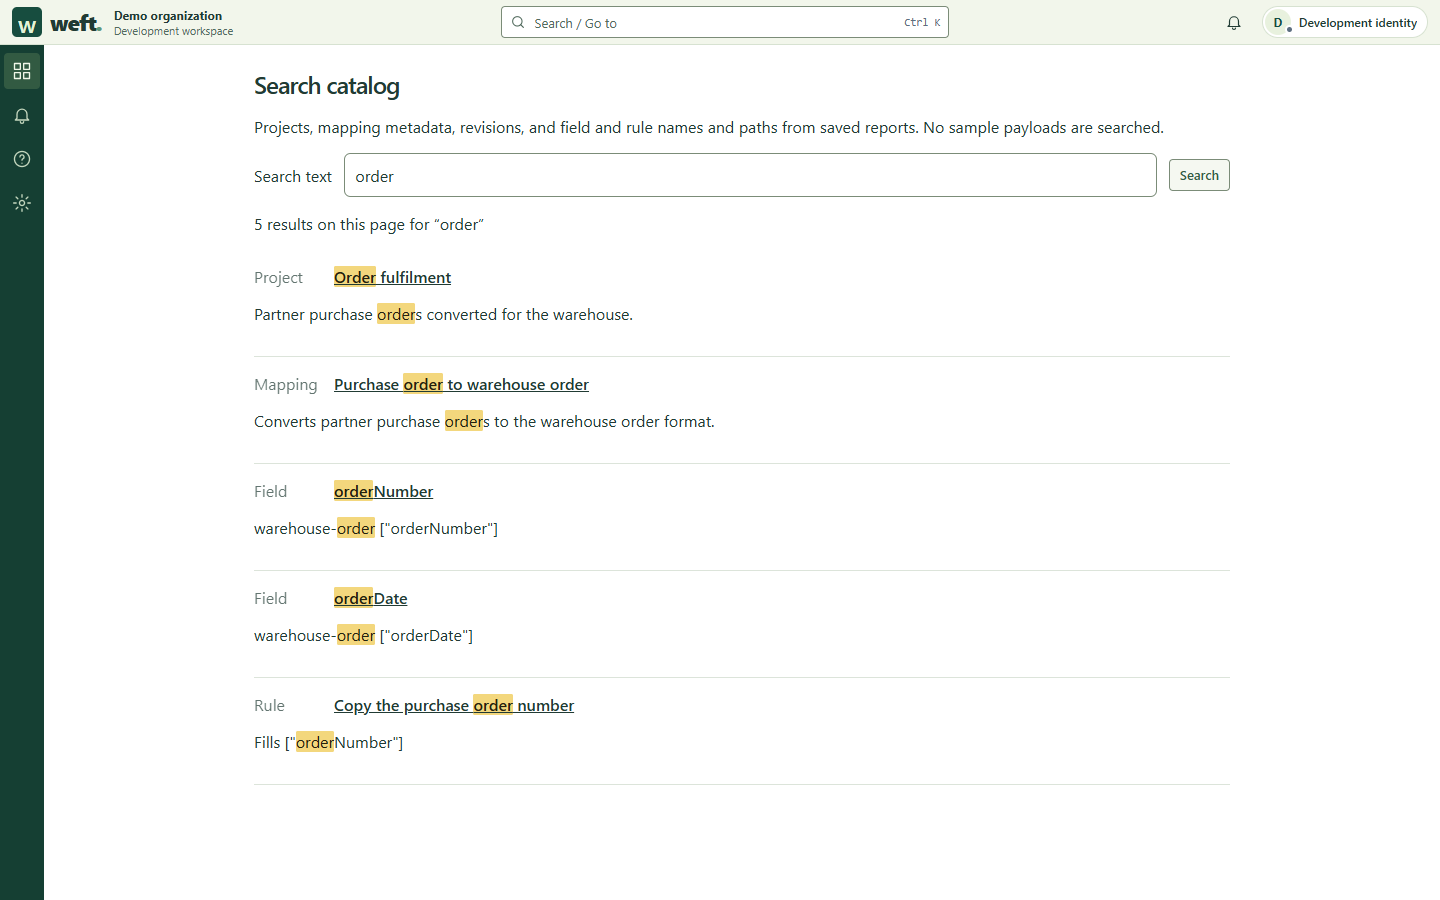 w weft. Demo organization
Development workspace
Search / Go to Ctrl K
D Development identity
Search catalog
Projects, mapping metadata, revisions, and field and rule names and paths from saved reports. No sample payloads are searched.
Search text order Search
5 results on this page for “order”
Project Order fulfilment
Partner purchase orders converted for the warehouse.
Mapping Purchase order to warehouse order
Converts partner purchase orders to the warehouse order format.
Field orderNumber
warehouse-order ["orderNumber"]
Field orderDate
warehouse-order ["orderDate"]
Rule Copy the purchase order number
Fills ["orderNumber"]